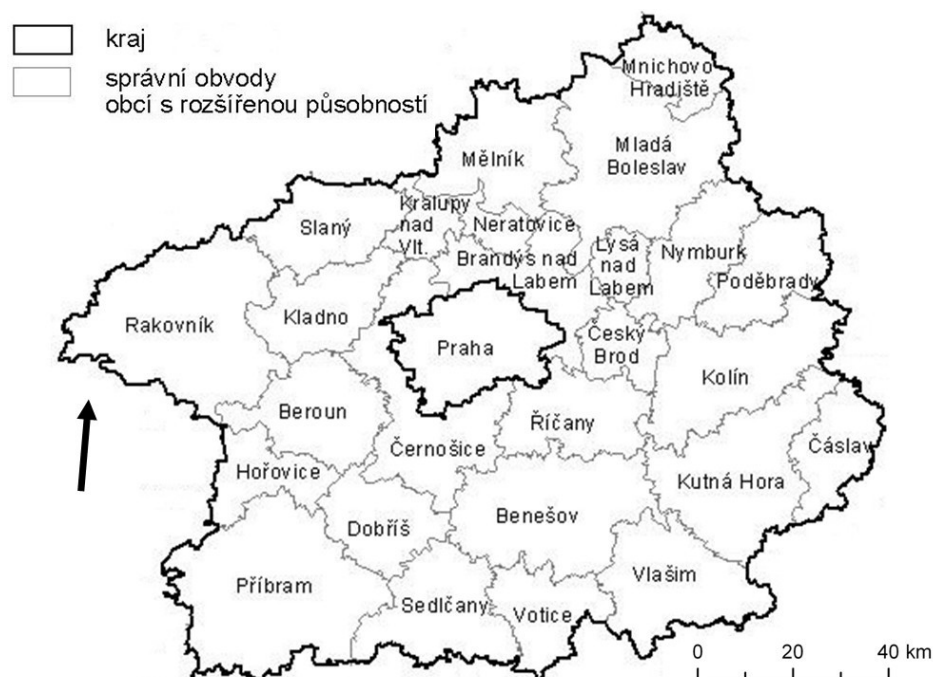 kraj
správní obvody
obcí s rozšířenou působností
Mnichovo
Hradiště
Mladá
Boleslav
Mělník
Slaný
Kralupy
nad
Vlt.
Neratovice
Brandýs nad
Labem
Lysá
nad
Labem
Nymburk
Poděbrady
Rakovník
Kladno
Praha
Český
Brod
Kolín
Beroun
Černošice
Říčany
Čáslav
Hořovice
Kutná Hora
Dobříš
Benešov
Příbram
Sedlčany
Votice
Vlašim
0 20 40 km